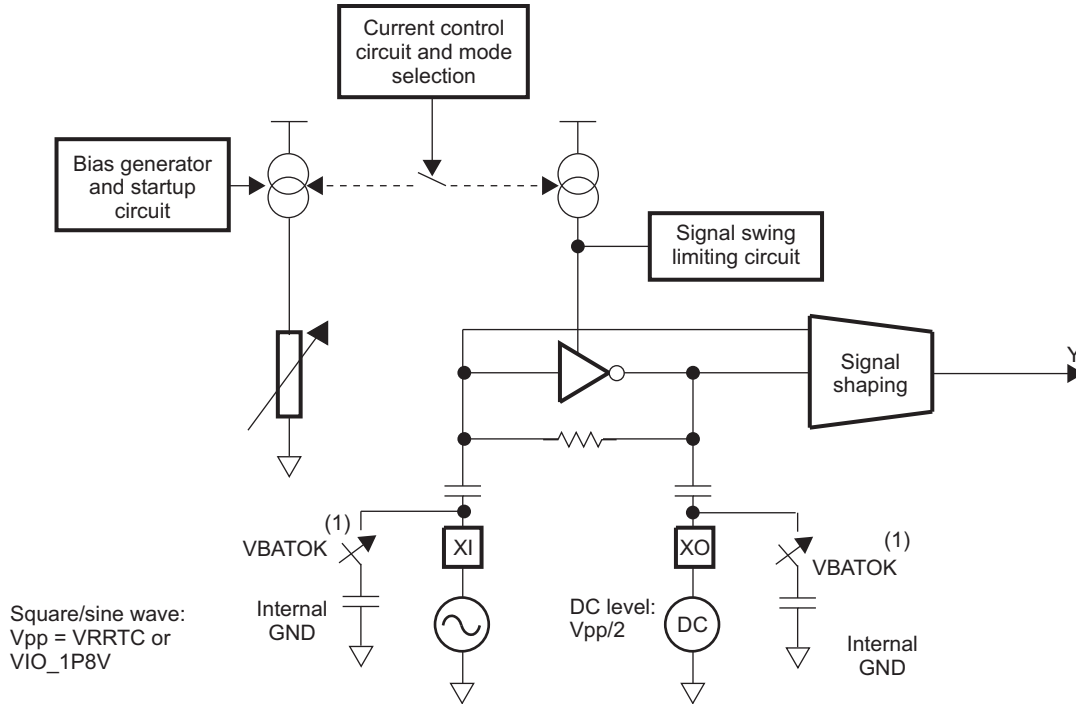 Current control
circuit and mode
selection
Bias generator
and startup
circuit
Signal swing
limiting circuit
Signal
shaping
Y
(1)
VBATOK
XI
XO
(1)
VBATOK
Square/sine wave:
Vpp = VRRTC or
VIO_1P8V
Internal
GND
DC level:
Vpp/2
DC
Internal
GND